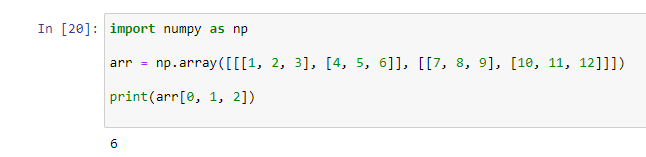 In [20]: import numpy as np
arr = np.array([[[1, 2, 3], [4, 5, 6]], [[7, 8, 9], [10, 11, 12]]])
print(arr[0, 1, 2])
6